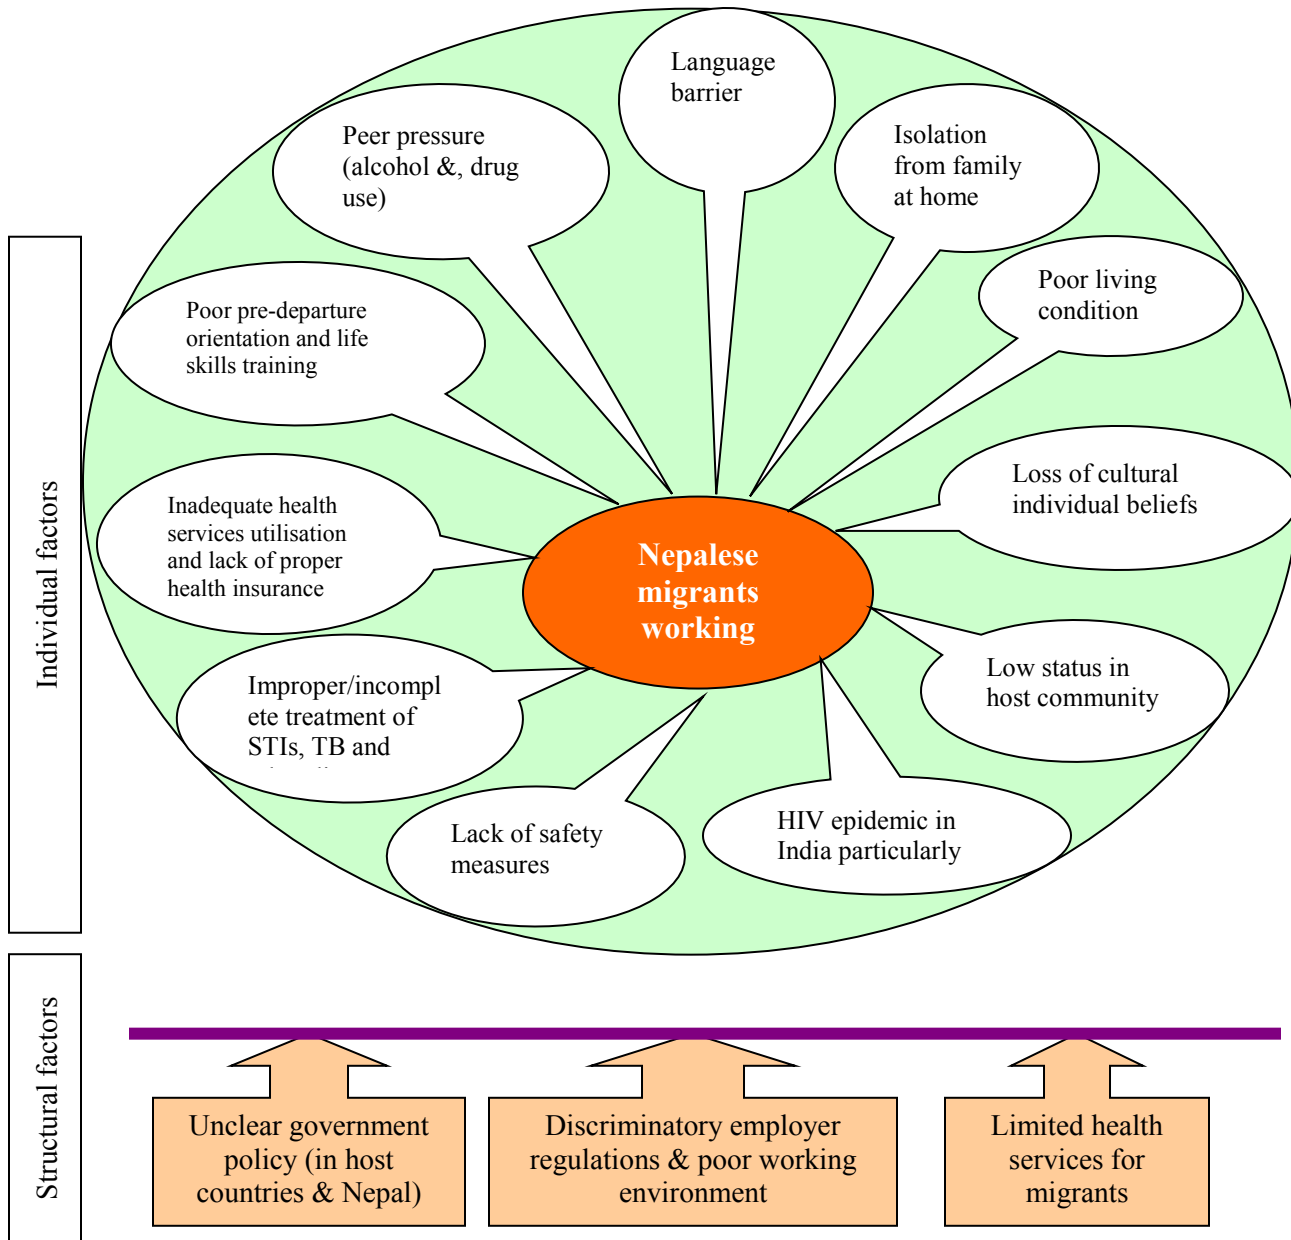 Language
barrier
Peer pressure
(alcohol &, drug
use)
Isolation
from family
at home
Poor living
condition
Poor pre-departure
orientation and life
skills training
Loss of cultural
individual beliefs
Inadequate health
services utilisation
and lack of proper
health insurance
Nepalese
migrants
working
Low status in
host community
Improper/incompl
ete treatment of
STIs, TB and
Lack of safety
measures
HIV epidemic in
India particularly
Individual factors
Structural factors
Unclear government
policy (in host
countries & Nepal)
Discriminatory employer
regulations & poor working
environment
Limited health
services for
migrants